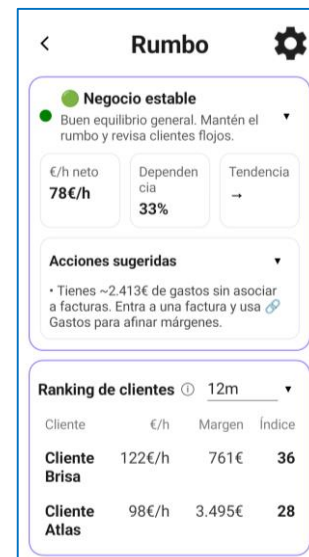 Rumbo
Negocio estable
Buen equilibrio general. Mantén el
rumbo y revisa clientes flojos.
€/h neto
78€/h
Dependen
cia
33%
Tendencia
→
Acciones sugeridas
• Tienes ~2.413€ de gastos sin asociar
a facturas. Entra a una factura y usa 🔗
Gastos para afinar márgenes.
Ranking de clientes ⓘ 12m
Cliente €/h Margen Índice
Cliente 122€/h 761€ 36
Brisa
Cliente 98€/h 3.495€ 28
Atlas